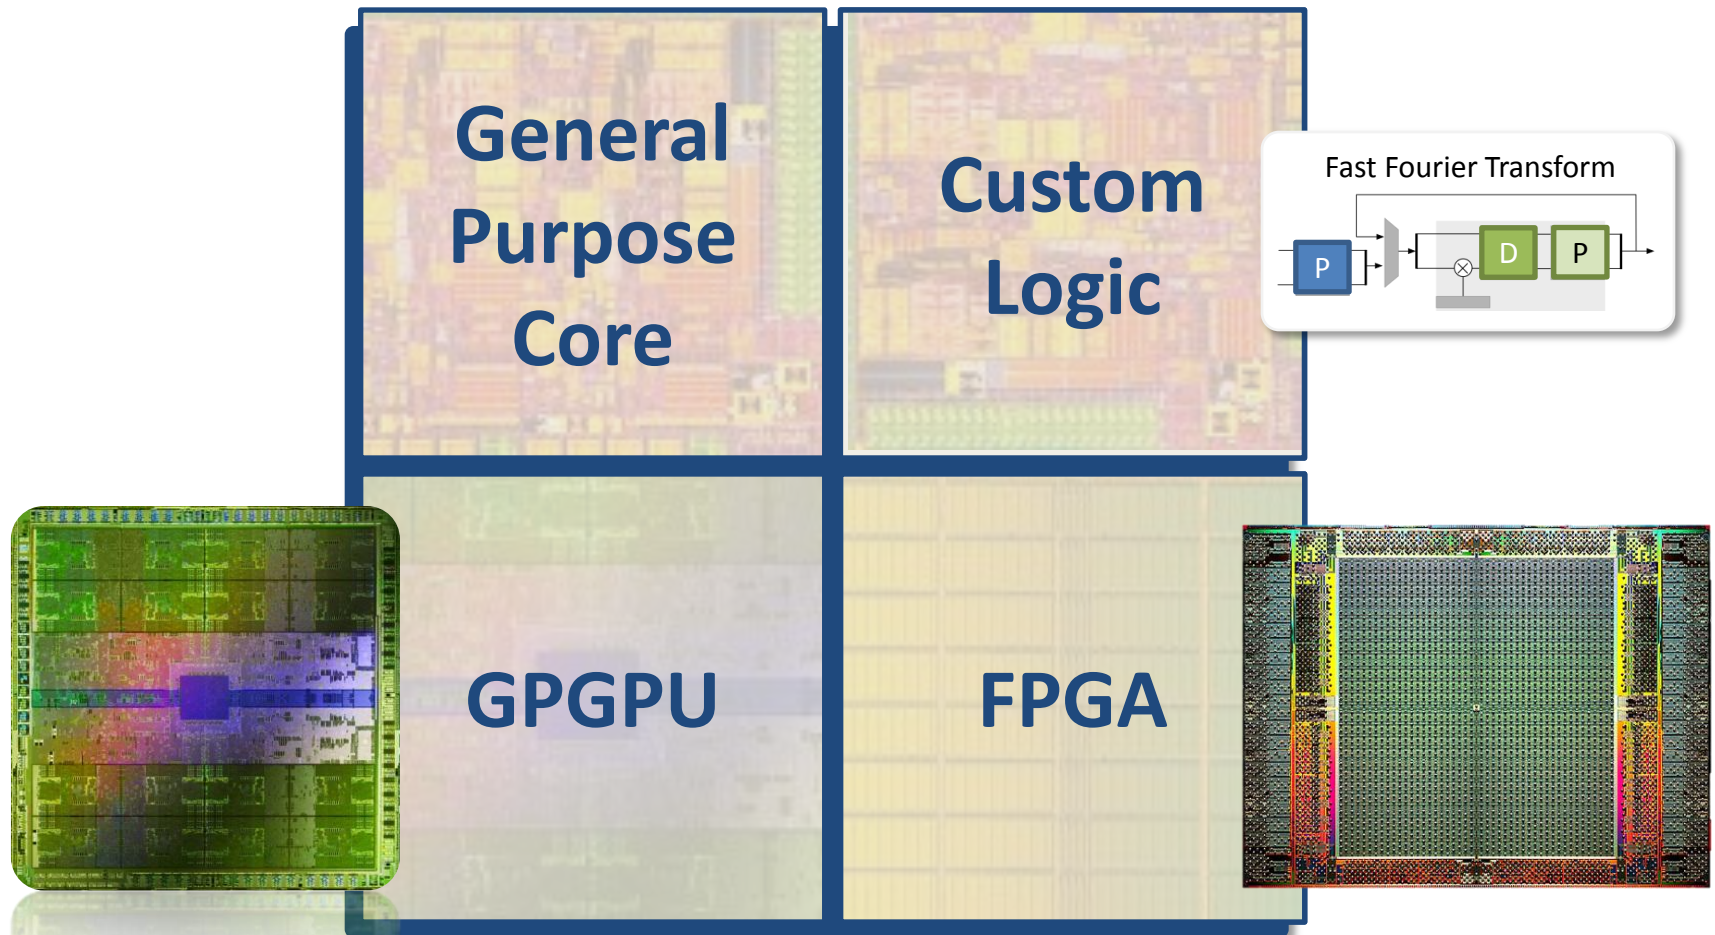 General
Purpose
Core
Custom
Logic
Fast Fourier Transform
P
D
P
GPGPU
FPGA